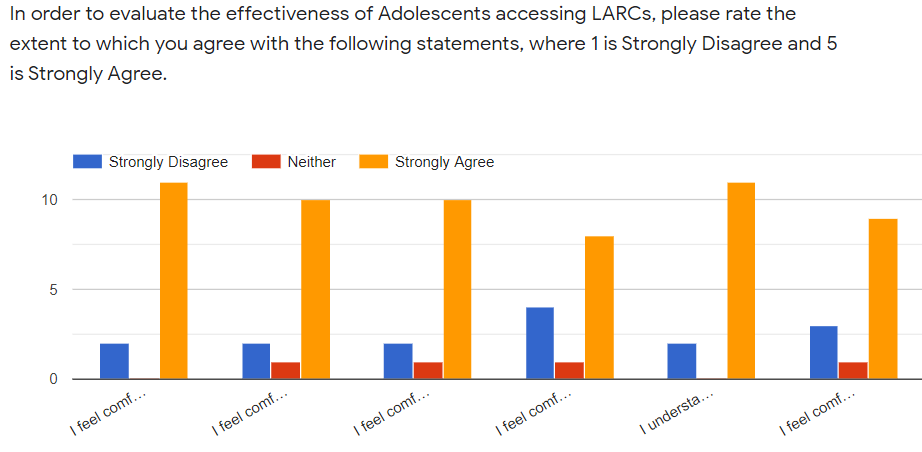 In order to evaluate the effectiveness of Adolescents accessing LARCs, please rate the
extent to which you agree with the following statements, where 1 is Strongly Disagree and 5
is Strongly Agree.
Strongly Disagree Neither Strongly Agree
10
5
0
I feel comf...
I feel comf...
I feel comf...
I feel comf...
I understa...
I feel comf...